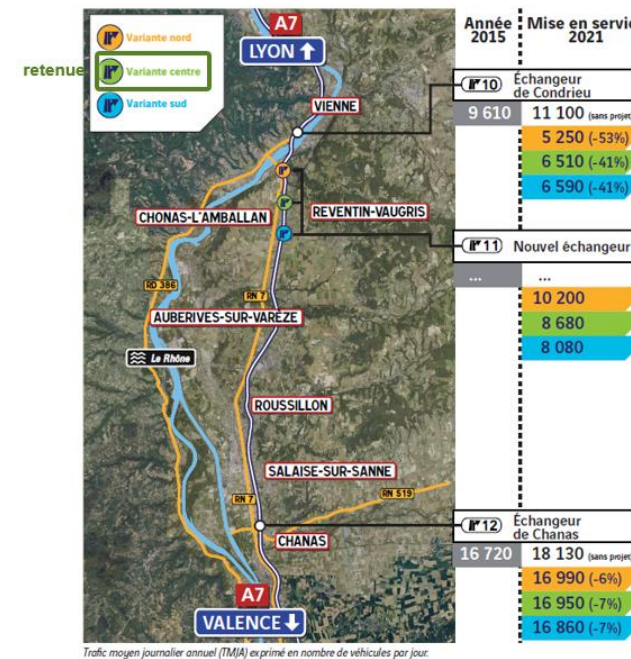 Variante nord
retenue
Variante centre
Variante sud
A7
LYON ↑
VIENNE
CHONAS-L'AMBALLAN
REVENTIN-VAUGRIS
RD 386
RN 7
AUBERIVES-SUR-VARÈZE
Le Rhône
ROUSSILLON
SALAISE-SUR-SANNE
RN 7
RN 519
CHANAS
A7
VALENCE ↓
Année
2015
Mise en servic
2021
10
Échangeur
de Condrieu
9 610
11 100 (sans projet
5 250 (-53%)
6 510 (-41%)
6 590 (-41%)
11
Nouvel échangeur
...
...
10 200
8 680
8 080
12
Échangeur
de Chanas
16 720
18 130 (sans projet
16 990 (-6%)
16 950 (-7%)
16 860 (-7%)
Trafic moyen journalier annuel (TMJA) exprimé en nombre de véhicules par jour.